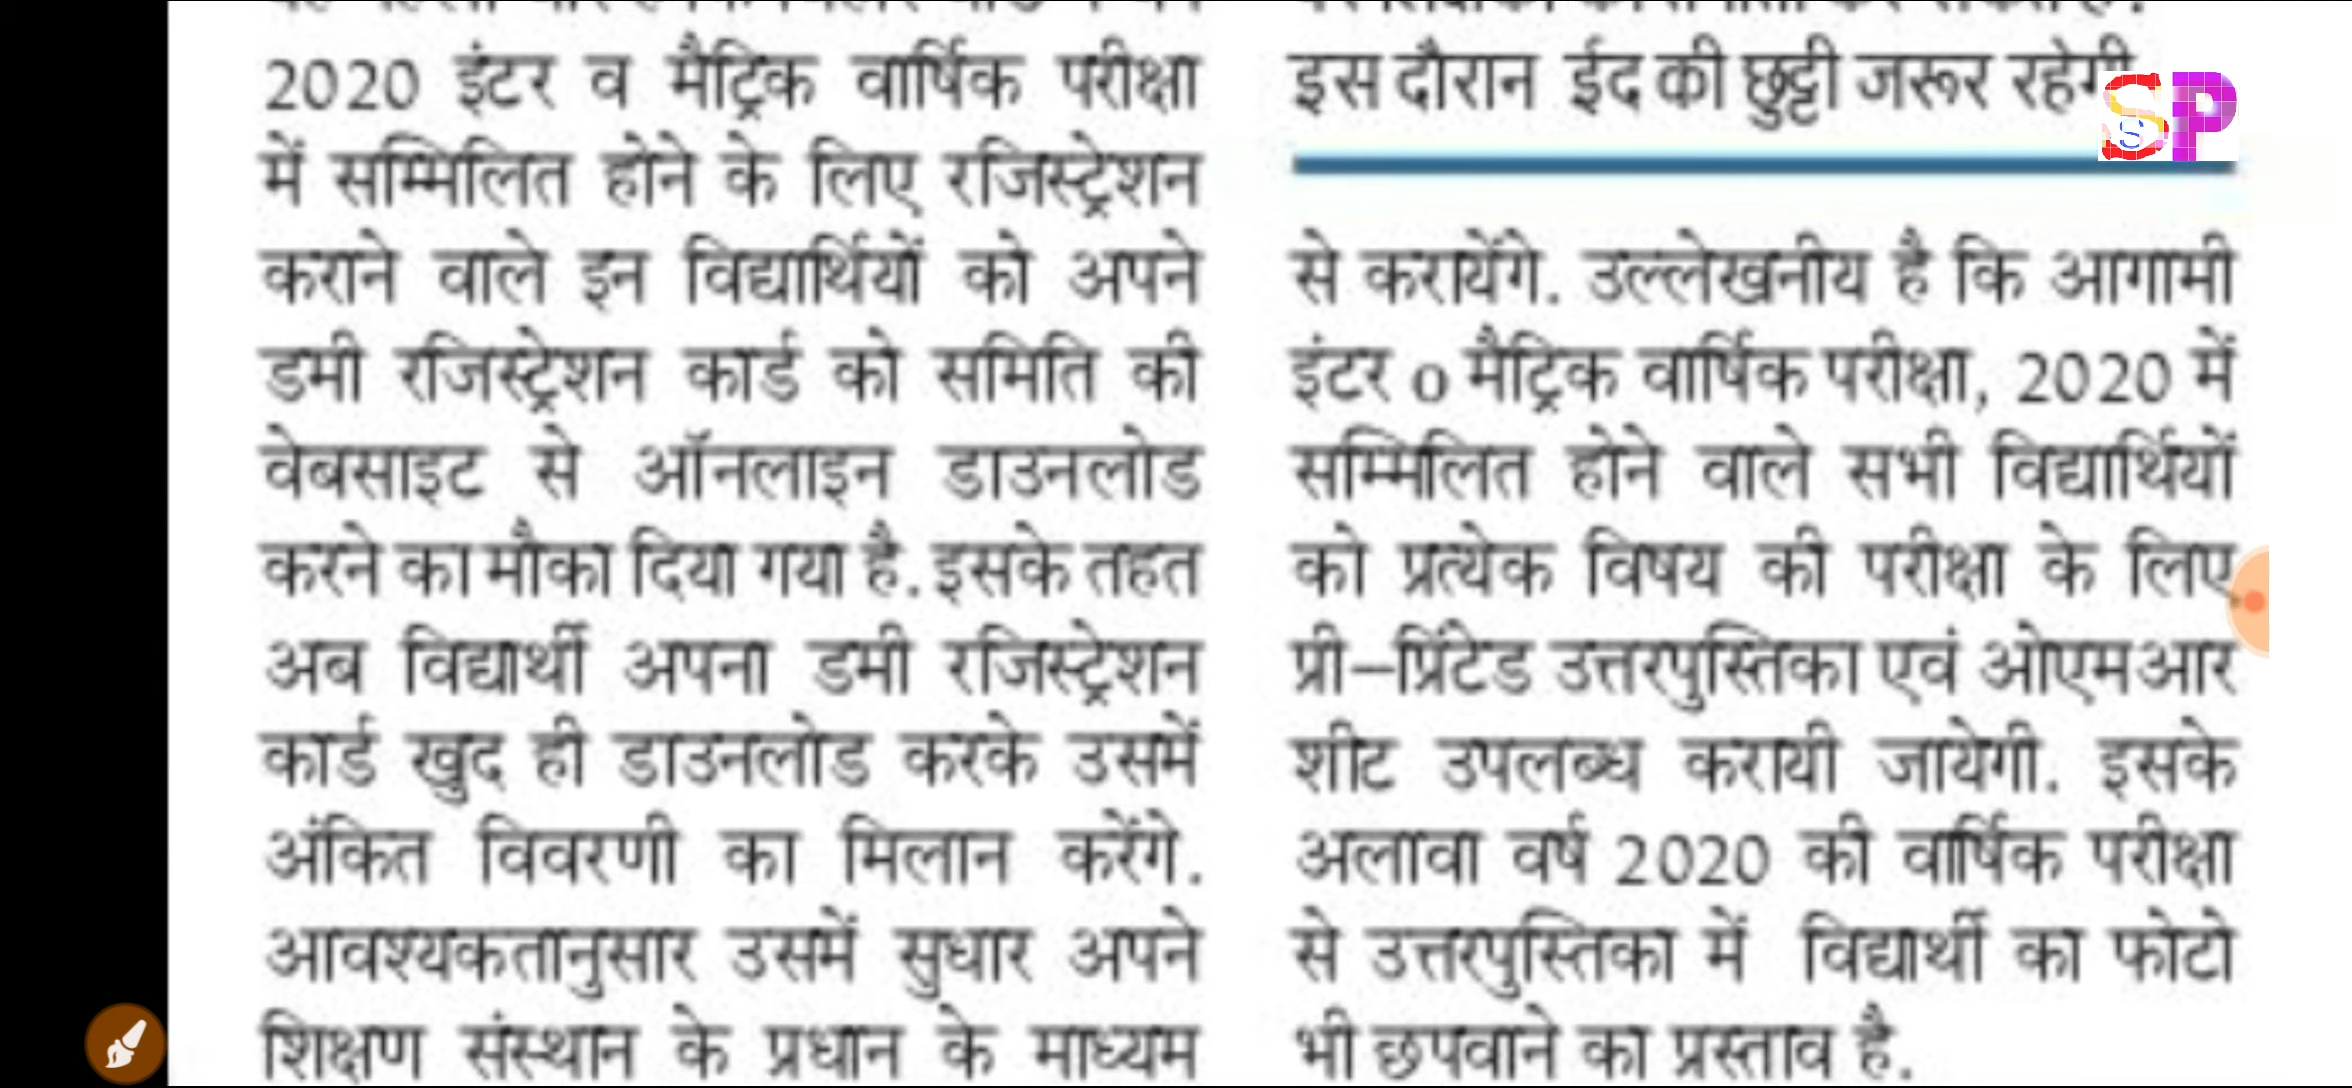 2020 इंटर व मैट्रिक वार्षिक परीक्षा
में सम्मिलित होने के लिए रजिस्ट्रेशन
कराने वाले इन विद्यार्थियों को अपने
डमी रजिस्ट्रेशन कार्ड को समिति की
वेबसाइट से ऑनलाइन डाउनलोड
करने का मौका दिया गया है. इसके तहत
अब विद्यार्थी अपना डमी रजिस्ट्रेशन
कार्ड खुद ही डाउनलोड करके उसमें
अंकित विवरणी का मिलान करेंगे.
आवश्यकतानुसार उसमें सुधार अपने
शिक्षण संस्थान के प्रधान के माध्यम
इस दौरान ईद की छुट्टी जरूर रहेगी
SP
S
से करायेंगे. उल्लेखनीय है कि आगामी
इंटर o मैट्रिक वार्षिक परीक्षा, 2020 में
सम्मिलित होने वाले सभी विद्यार्थियों
को प्रत्येक विषय की परीक्षा के लिए
प्री–प्रिंटेड उत्तरपुस्तिका एवं ओएमआर
शीट उपलब्ध करायी जायेगी. इसके
अलावा वर्ष 2020 की वार्षिक परीक्षा
से उत्तरपुस्तिका में विद्यार्थी का फोटो
भी छपवाने का प्रस्ताव है.